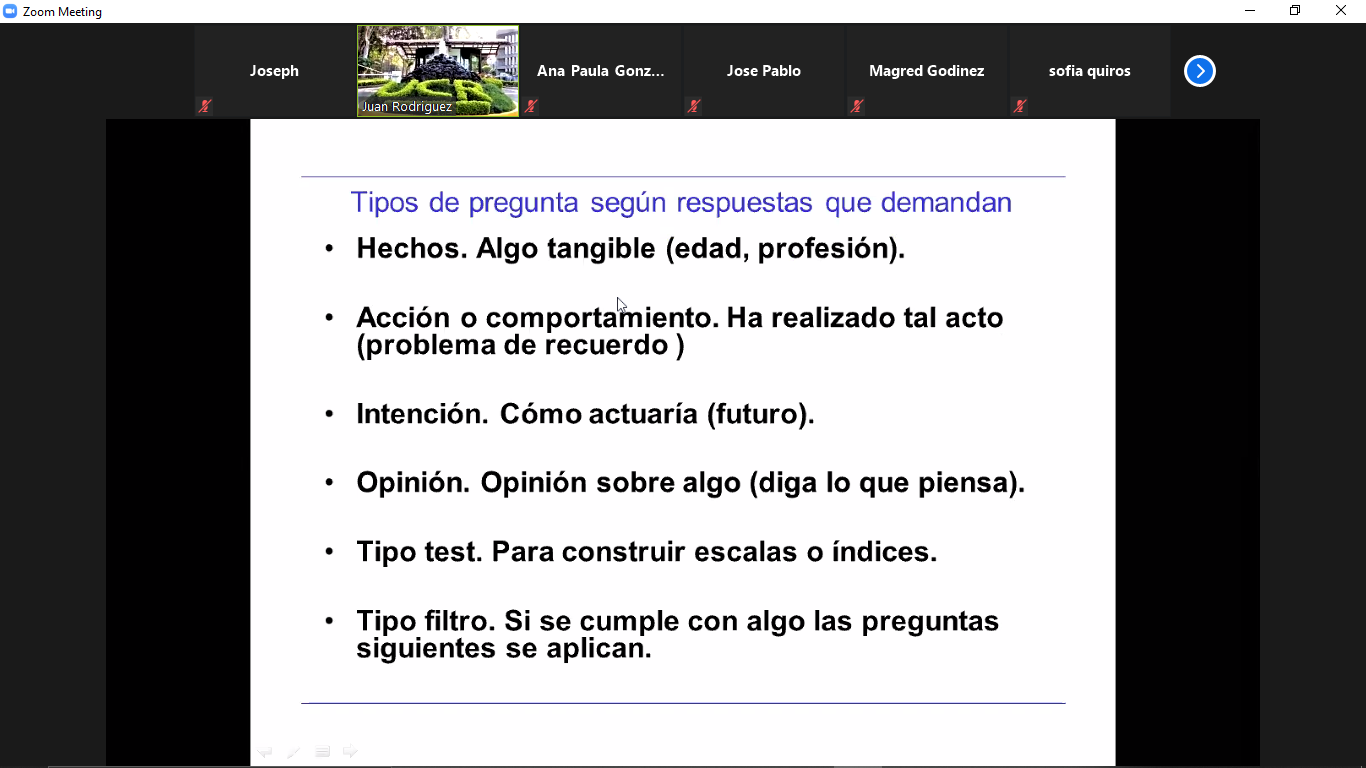 Zoom Meeting
Joseph
Juan Rodriguez
Ana Paula Gonz...
Jose Pablo
Magred Godinez
sofia quiros
Tipos de pregunta según respuestas que demandan
• Hechos. Algo tangible (edad, profesión).
• Acción o comportamiento. Ha realizado tal acto
(problema de recuerdo )
• Intención. Cómo actuaría (futuro).
• Opinión. Opinión sobre algo (diga lo que piensa).
• Tipo test. Para construir escalas o índices.
• Tipo filtro. Si se cumple con algo las preguntas
siguientes se aplican.